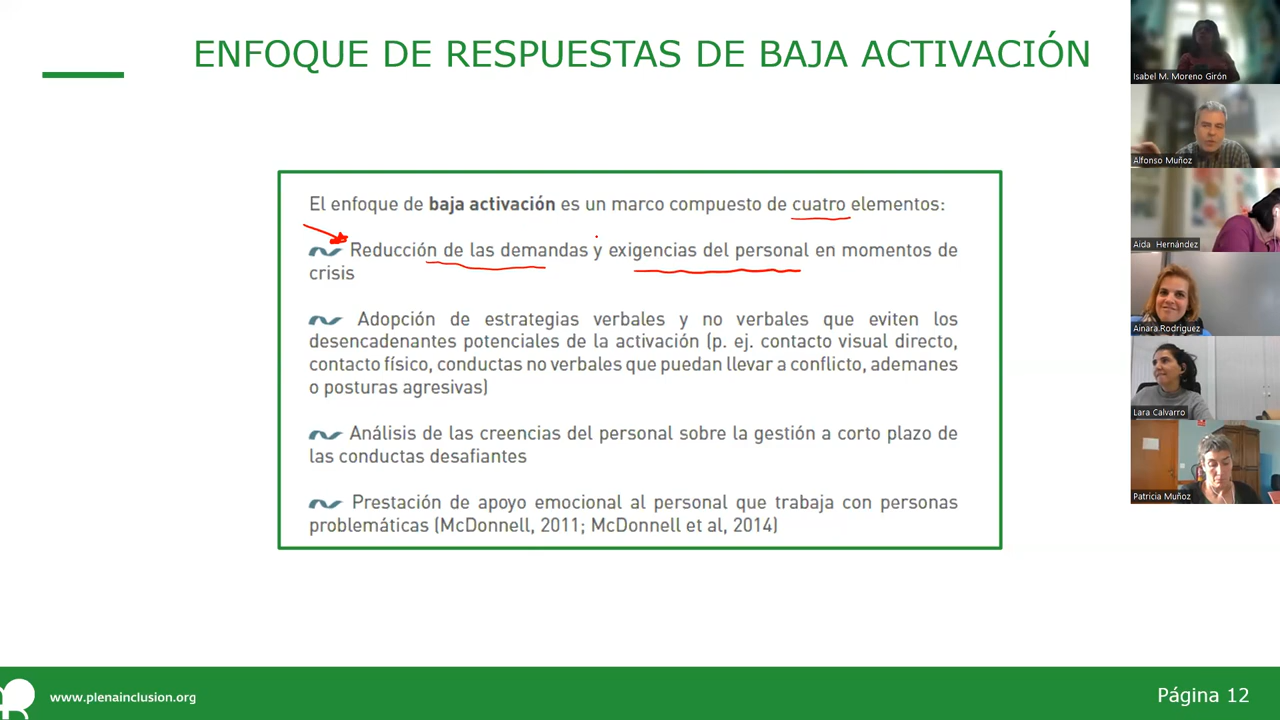 ENFOQUE DE RESPUESTAS DE BAJA ACTIVACIÓN
El enfoque de baja activación es un marco compuesto de cuatro elementos:
Reducción de las demandas y exigencias del personal en momentos de
crisis
Adopción de estrategias verbales y no verbales que eviten los
desencadenantes potenciales de la activación (p. ej. contacto visual directo,
contacto físico, conductas no verbales que puedan llevar a conflicto, ademanes
o posturas agresivas)
Análisis de las creencias del personal sobre la gestión a corto plazo de
las conductas desafiantes
Prestación de apoyo emocional al personal que trabaja con personas
problemáticas (McDonnell, 2011; McDonnell et al, 2014)
www.plenainclusion.org
Página 12
Isabel M. Moreno Girón
Alfonso Muñoz
Aida Hernández
Ainara.Rodriguez
Lara Calvarro
Patricia Muñoz